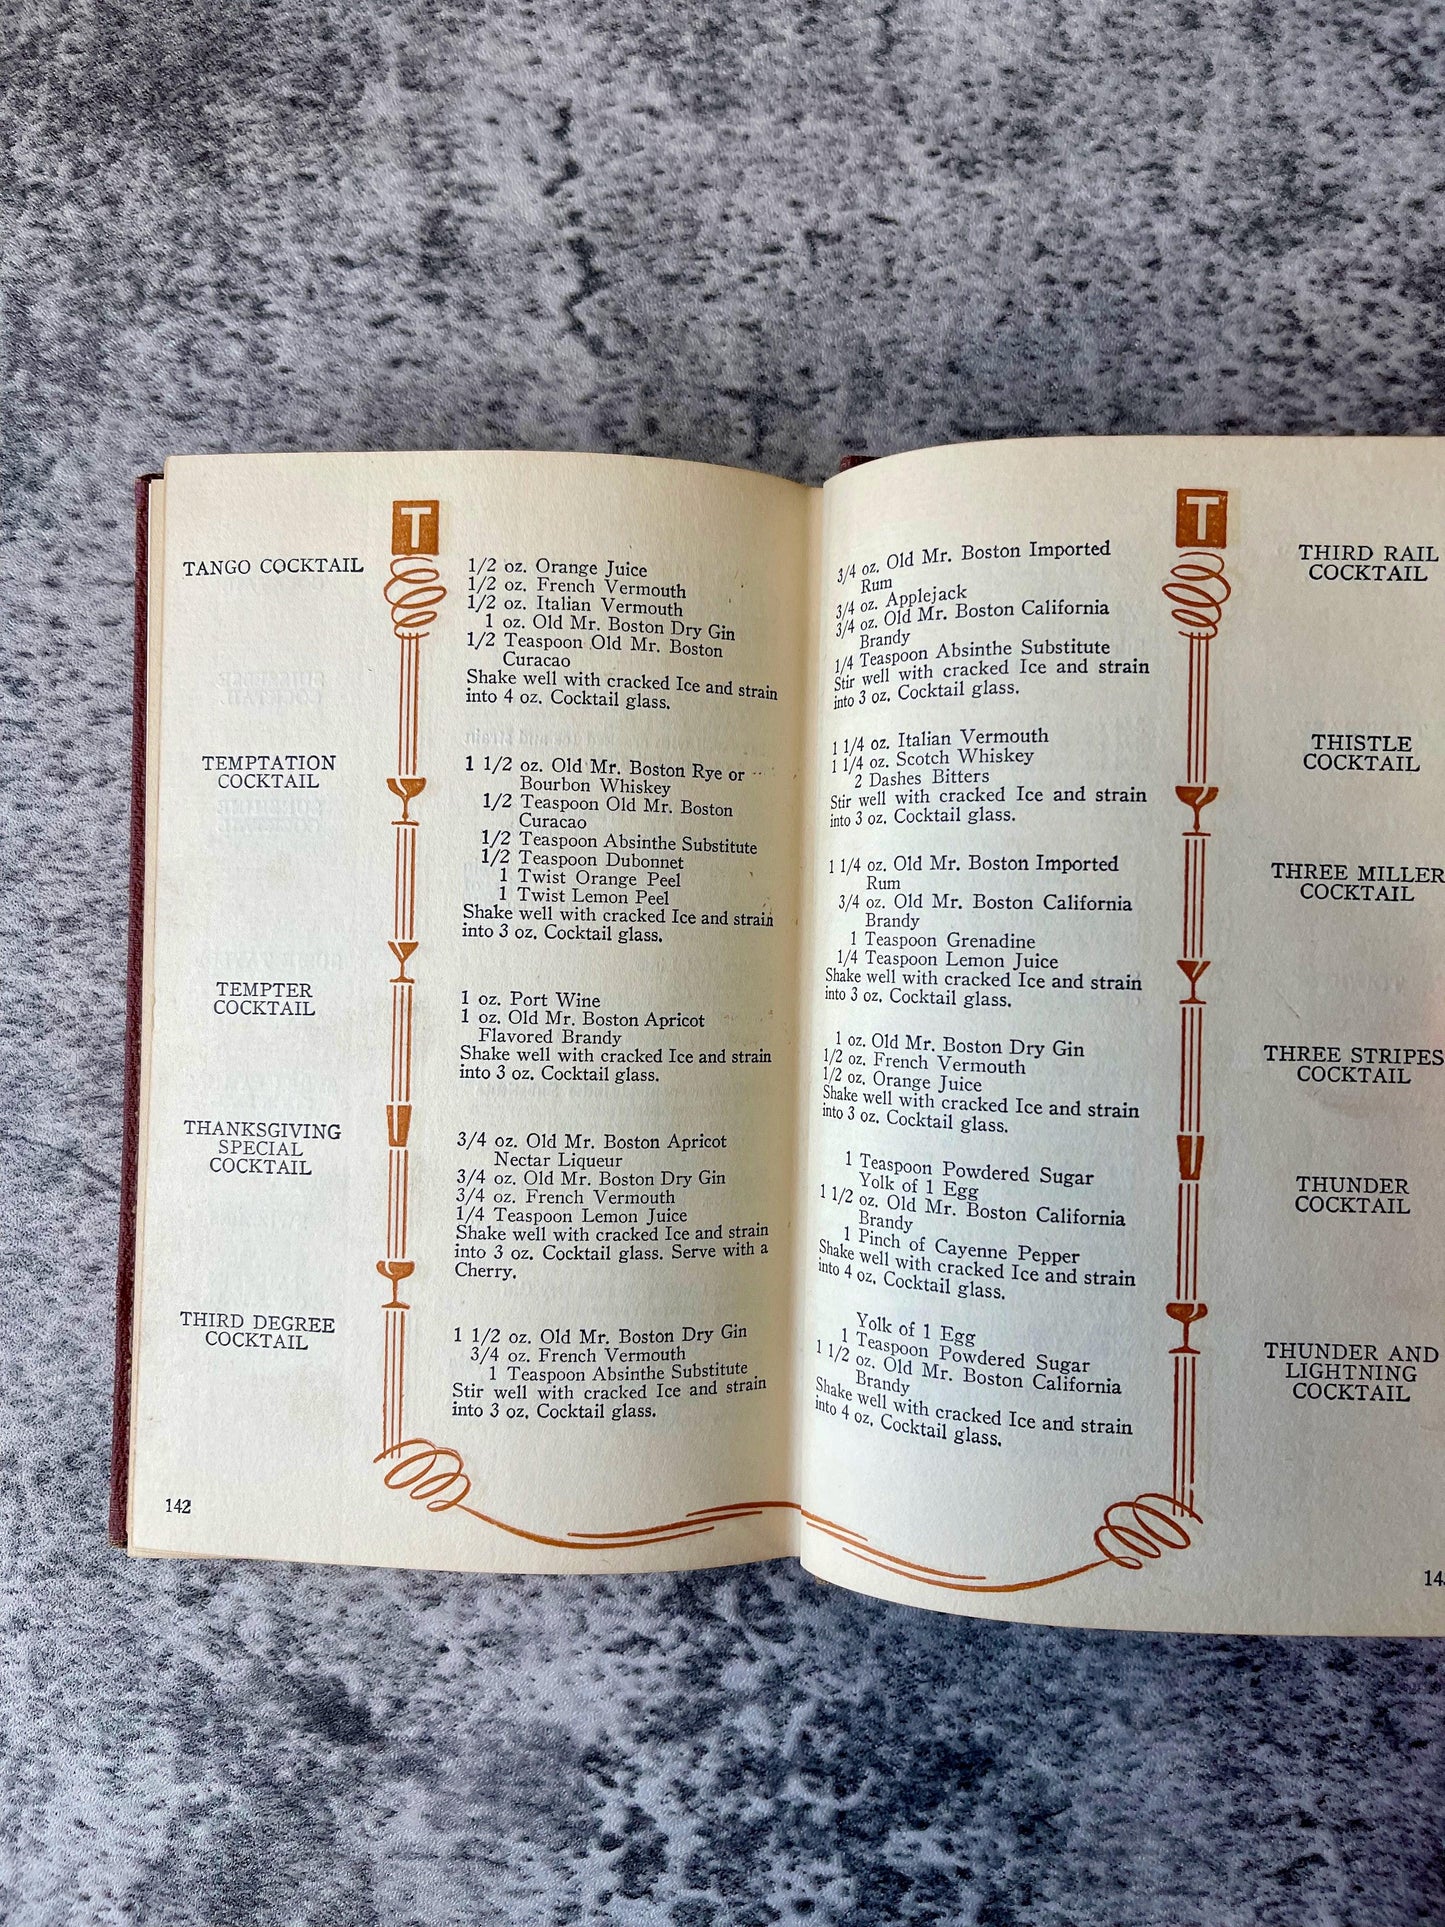 T
TANGO COCKTAIL
1/2 oz. Orange Juice
1/2 oz. French Vermouth
1/2 oz. Italian Vermouth
1 oz. Old Mr. Boston Dry Gin
1/2 Teaspoon Old Mr. Boston
Curacao
Shake well with cracked Ice and strain
into 4 oz. Cocktail glass.
TEMPTATION
COCKTAIL
1 1/2 oz. Old Mr. Boston Rye or
Bourbon Whiskey
1/2 Teaspoon Old Mr. Boston
Curacao
1/2 Teaspoon Absinthe Substitute
1/2 Teaspoon Dubonnet
1 Twist Orange Peel
1 Twist Lemon Peel
Shake well with cracked Ice and strain
into 3 oz. Cocktail glass.
TEMPTER
COCKTAIL
1 oz. Port Wine
1 oz. Old Mr. Boston Apricot
Flavored Brandy
Shake well with cracked Ice and strain
into 3 oz. Cocktail glass.
THANKSGIVING
SPECIAL
COCKTAIL
3/4 oz. Old Mr. Boston Apricot
Nectar Liqueur
3/4 oz. Old Mr. Boston Dry Gin
3/4 oz. French Vermouth
1/4 Teaspoon Lemon Juice
Shake well with cracked Ice and strain
into 3 oz. Cocktail glass. Serve with a
Cherry.
THIRD DEGREE
COCKTAIL
1 1/2 oz. Old Mr. Boston Dry Gin
3/4 oz. French Vermouth
1 Teaspoon Absinthe Substitute
Stir well with cracked Ice and strain
into 3 oz. Cocktail glass.
142
T
THIRD RAIL
COCKTAIL
3/4 oz. Old Mr. Boston Imported
Rum
3/4 oz. Applejack
3/4 oz. Old Mr. Boston California
Brandy
1/4 Teaspoon Absinthe Substitute
Stir well with cracked Ice and strain
into 3 oz. Cocktail glass.
THISTLE
COCKTAIL
1 1/4 oz. Italian Vermouth
1 1/4 oz. Scotch Whiskey
2 Dashes Bitters
Stir well with cracked Ice and strain
into 3 oz. Cocktail glass.
THREE MILLER
COCKTAIL
1 1/4 oz. Old Mr. Boston Imported
Rum
3/4 oz. Old Mr. Boston California
Brandy
1 Teaspoon Grenadine
1/4 Teaspoon Lemon Juice
Shake well with cracked Ice and strain
into 3 oz. Cocktail glass.
THREE STRIPES
COCKTAIL
1 oz. Old Mr. Boston Dry Gin
1/2 oz. French Vermouth
1/2 oz. Orange Juice
Shake well with cracked Ice and strain
into 3 oz. Cocktail glass.
THUNDER
COCKTAIL
1 Teaspoon Powdered Sugar
Yolk of 1 Egg
1 1/2 oz. Old Mr. Boston California
Brandy
1 Pinch of Cayenne Pepper
Shake well with cracked Ice and strain
into 4 oz. Cocktail glass.
THUNDER AND
LIGHTNING
COCKTAIL
Yolk of 1 Egg
1 Teaspoon Powdered Sugar
1 1/2 oz. Old Mr. Boston California
Brandy
Shake well with cracked Ice and strain
into 4 oz. Cocktail glass.